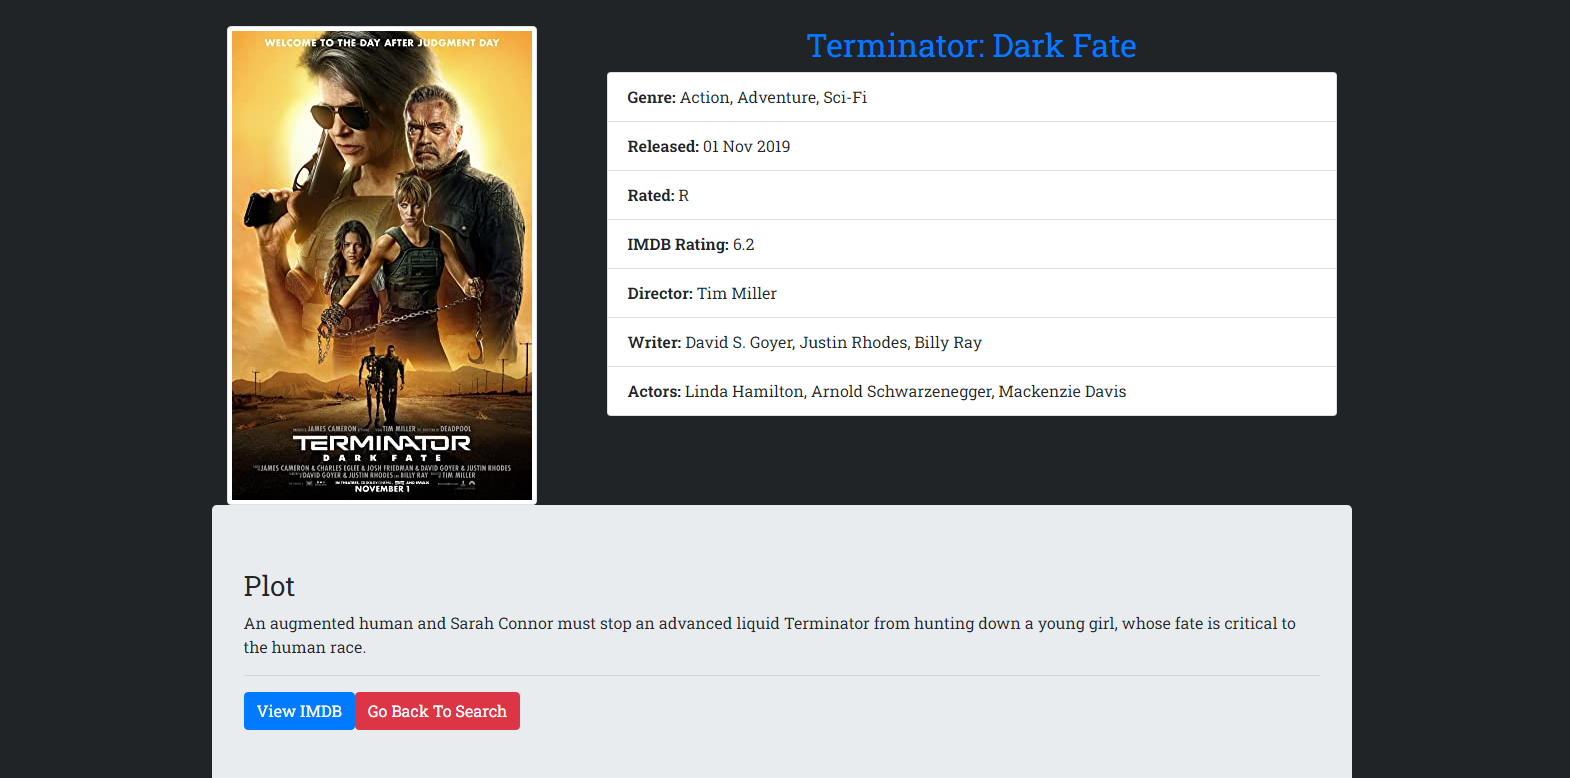 WELCOME TO THE DAY AFTER JUDGMENT DAY
JAMES CAMERON
TIM MILLER
DEADPOOL
TERMINATOR
DARK FATE
JAMES CAMERON & CHARLES EGLEE & JOSH FRIEDMAN & DAVID GOYER & JUSTIN RHODES
DAVID GOYER & JUSTIN RHODES AND BILLY RAY
TIM MILLER
NOVEMBER 1
Terminator: Dark Fate
Genre: Action, Adventure, Sci-Fi
Released: 01 Nov 2019
Rated: R
IMDB Rating: 6.2
Director: Tim Miller
Writer: David S. Goyer, Justin Rhodes, Billy Ray
Actors: Linda Hamilton, Arnold Schwarzenegger, Mackenzie Davis
Plot
An augmented human and Sarah Connor must stop an advanced liquid Terminator from hunting down a young girl, whose fate is critical to
the human race.
View IMDB
Go Back To Search